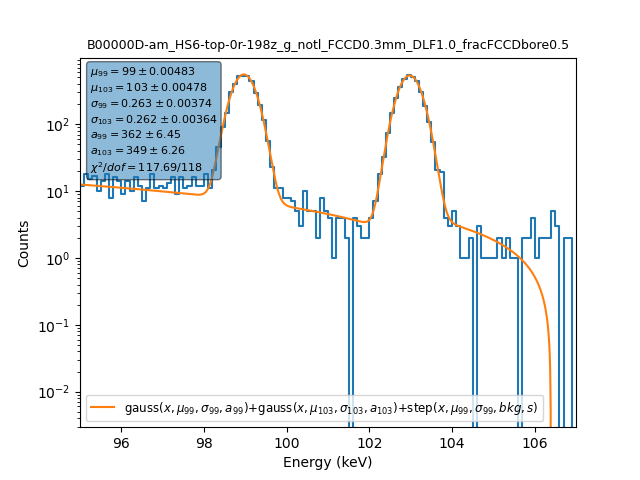 B00000D-am_HS6-top-0r-198z_g_notl_FCCD0.3mm_DLF1.0_fracFCCDbore0.5
μ₉₉ = 99 ± 0.00483
μ₁₀₃ = 103 ± 0.00478
σ₉₉ = 0.263 ± 0.00374
σ₁₀₃ = 0.262 ± 0.00364
a₉₉ = 362 ± 6.45
a₁₀₃ = 349 ± 6.26
χ²/dof = 117.69/118
10²
10¹
10⁰
10⁻¹
10⁻²
Counts
gauss(x, μ₉₉, σ₉₉, a₉₉)+gauss(x, μ₁₀₃, σ₁₀₃, a₁₀₃)+step(x, μ₉₉, σ₉₉, bkg, s)
96 98 100 102 104 106
Energy (keV)